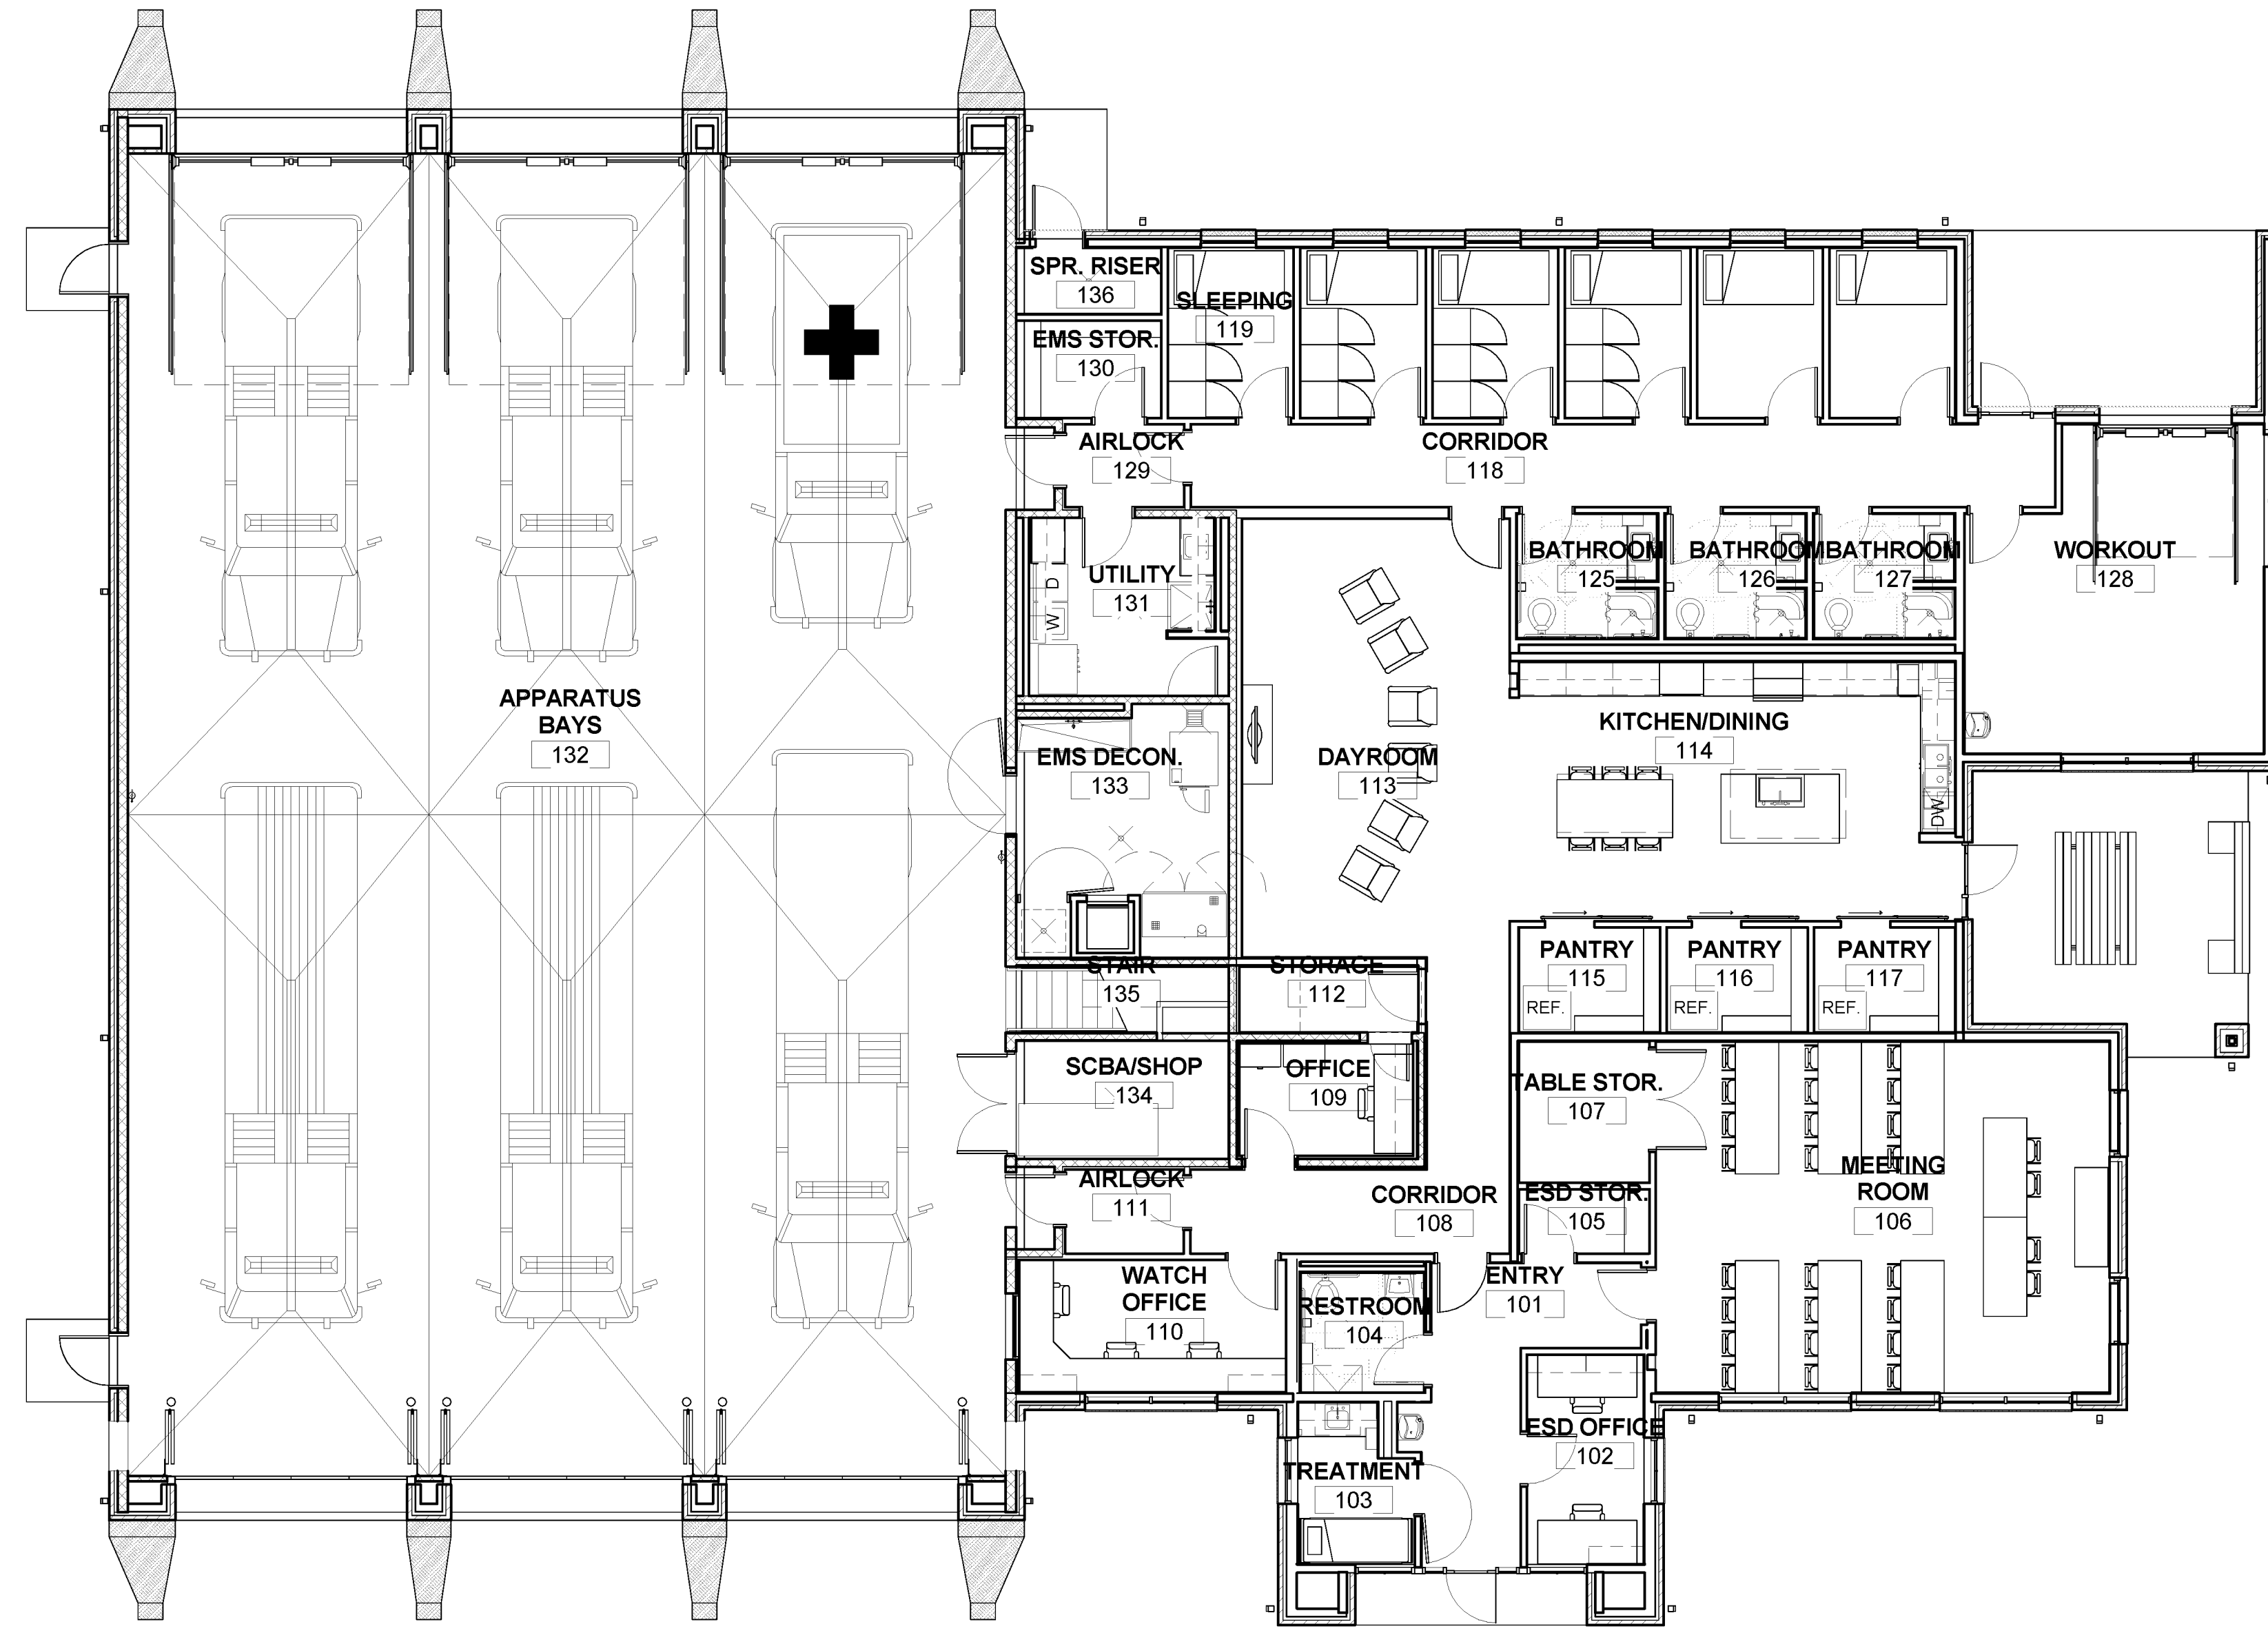 SPR. RISER
136
SLEEPING
119
EMS STOR.
130
AIRLOCK
129
CORRIDOR
118
BATHROOM
125
BATHROOM
126
BATHROOM
127
WORKOUT
128
UTILITY
131
D
W
APPARATUS
BAYS
132
EMS DECON.
133
DAYROOM
113
KITCHEN/DINING
114
DW
STAIR
135
STORAGE
112
PANTRY
115
REF.
PANTRY
116
REF.
PANTRY
117
REF.
SCBA/SHOP
134
OFFICE
109
TABLE STOR.
107
MEETING
ROOM
106
AIRLOCK
111
CORRIDOR
108
ESD STOR.
105
WATCH
OFFICE
110
RESTROOM
104
ENTRY
101
ESD OFFICE
102
TREATMENT
103